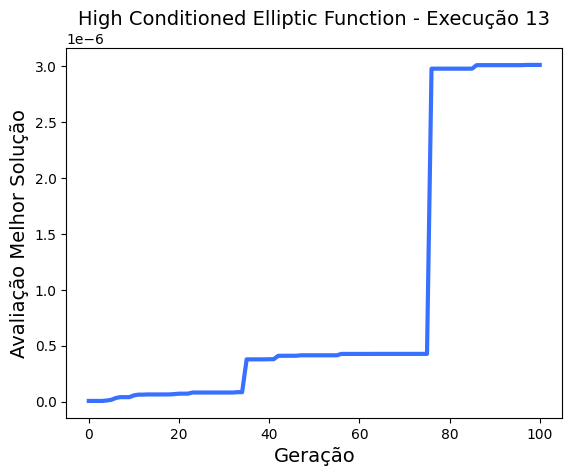 High Conditioned Elliptic Function - Execução 13
1e−6
3.0
2.5
2.0
1.5
1.0
0.5
0.0
Avaliação Melhor Solução
0 20 40 60 80 100
Geração